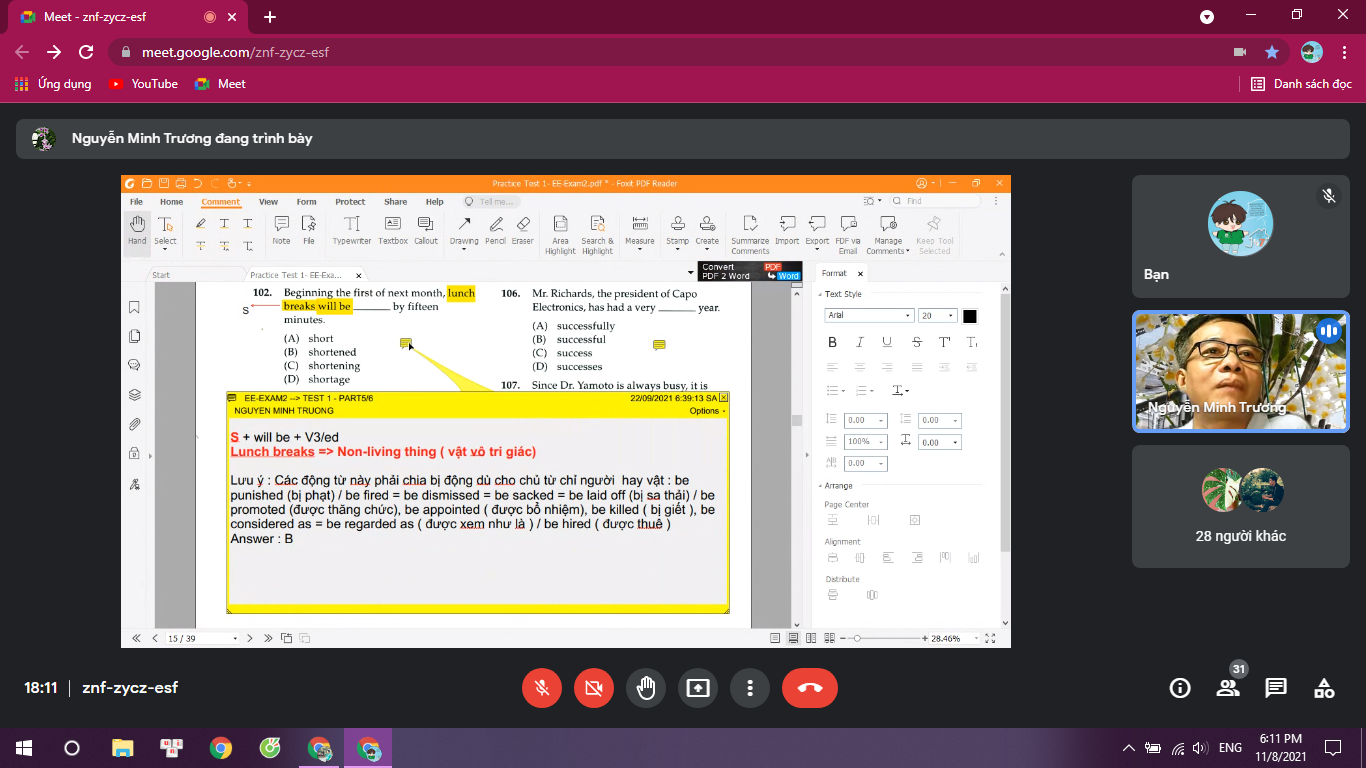 Meet - znf-zycz-esf
meet.google.com/znf-zycz-esf
Ứng dụng
YouTube
Meet
Danh sách đọc
Nguyễn Minh Trương đang trình bày
Practice Test 1- EE-Exam2.pdf * - Foxit PDF Reader
File Home Comment View Form Protect Share Help Tell me... Find
Hand Select Note File Typewriter Textbox Callout Drawing Pencil Eraser Area Highlight Search & Highlight Measure Stamp Create Summarize Comments Import Export FDF via Email Manage Comments Keep Tool Selected
Start
Practice Test 1- EE-Exa...
Convert PDF
PDF 2 Word Word
102. Beginning the first of next month, lunch
breaks will be ______ by fifteen
minutes.
S
(A) short
(B) shortened
(C) shortening
(D) shortage
106. Mr. Richards, the president of Capo
Electronics, has had a very ______ year.
(A) successfully
(B) successful
(C) success
(D) successes
107. Since Dr. Yamoto is always busy, it is
EE-EXAM2 --> TEST 1 - PART5/6 22/09/2021 6:39:13 SA
NGUYEN MINH TRUONG Options
S + will be + V3/ed
Lunch breaks => Non-living thing ( vật vô tri giác)
Lưu ý : Các động từ này phải chia bị động dù cho chủ từ chỉ người hay vật : be
punished (bị phạt) / be fired = be dismissed = be sacked = be laid off (bị sa thải) / be
promoted (được thăng chức), be appointed ( được bổ nhiệm), be killed ( bị giết ), be
considered as = be regarded as ( được xem như là ) / be hired ( được thuê )
Answer : B
Format
Text Style
Arial 20
B I U S T T
0.00 0.00
100% 0.00
0.00
Arrange
Page Center
Alignment
Distribute
15 / 39
28.46%
Bạn
Nguyễn Minh Trương
28 người khác
18:11 znf-zycz-esf
31
ENG
6:11 PM
11/8/2021